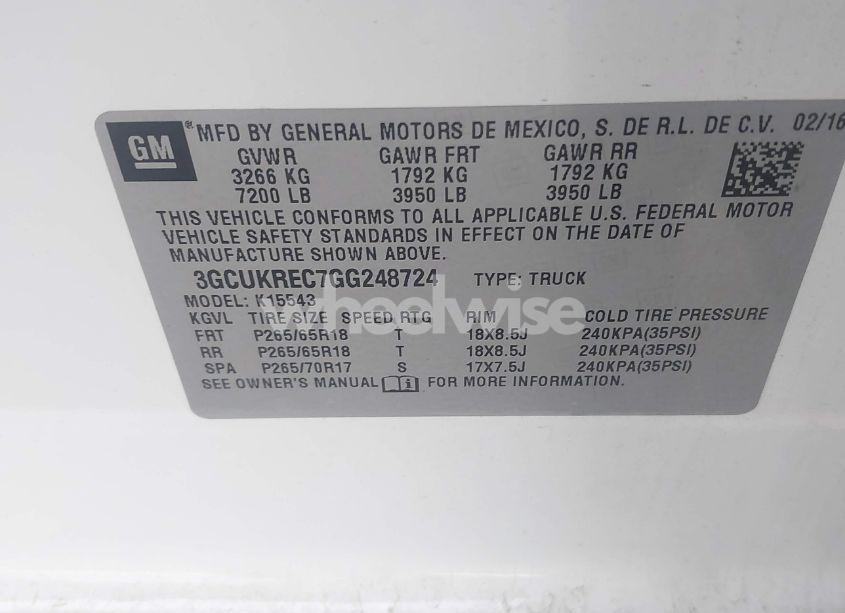 GM® MFD BY GENERAL MOTORS DE MEXICO, S. DE R.L. DE C.V. 02/16
GVWR GAWR FRT GAWR RR
3266 KG 1792 KG 1792 KG
7200 LB 3950 LB 3950 LB
THIS VEHICLE CONFORMS TO ALL APPLICABLE U.S. FEDERAL MOTOR
VEHICLE SAFETY STANDARDS IN EFFECT ON THE DATE OF
MANUFACTURE SHOWN ABOVE.
3GCUKREC7GG248724 TYPE: TRUCK
MODEL: K15543
wheelwise
KGVL TIRE SIZE SPEED RTG RIM COLD TIRE PRESSURE
FRT P265/65R18 T 18X8.5J 240KPA(35PSI)
RR P265/65R18 T 18X8.5J 240KPA(35PSI)
SPA P265/70R17 S 17X7.5J 240KPA(35PSI)
SEE OWNER'S MANUAL FOR MORE INFORMATION.